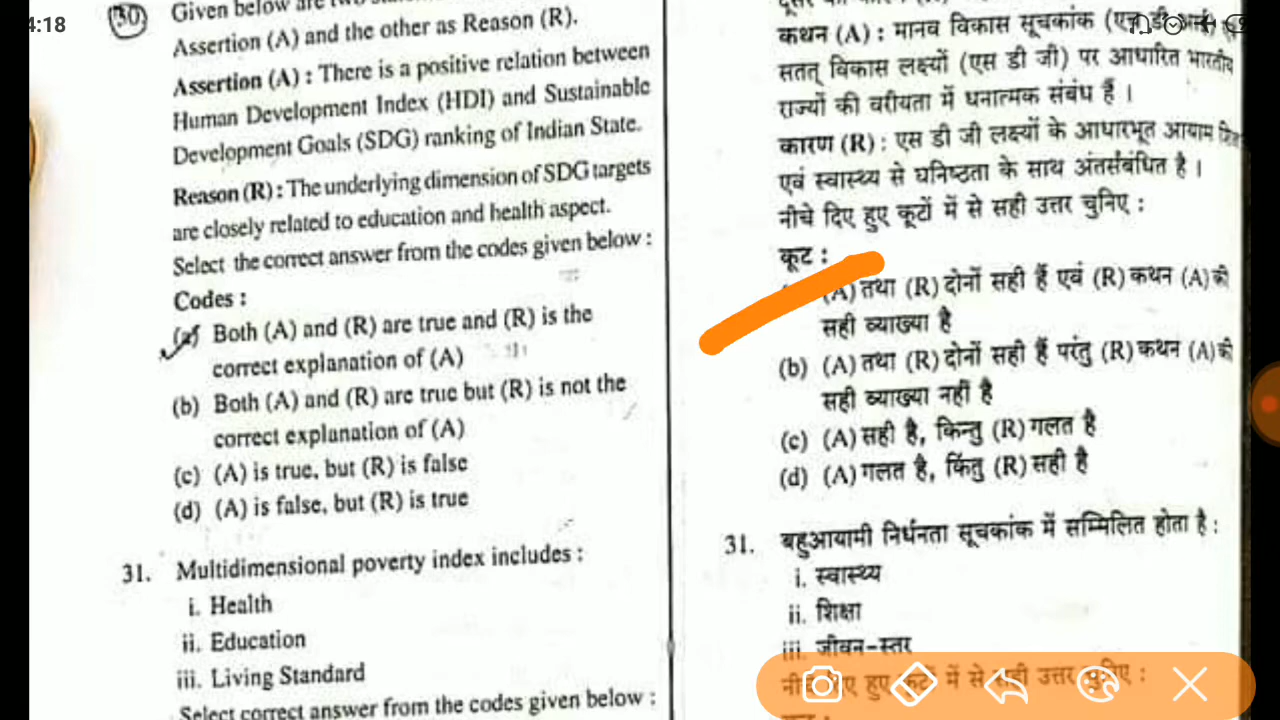 4:18
30
Given below are two
Assertion (A) and the other as Reason (R).
Assertion (A) : There is a positive relation between
Human Development Index (HDI) and Sustainable
Development Goals (SDG) ranking of Indian State.
Reason (R) : The underlying dimension of SDG targets
are closely related to education and health aspect.
Select the correct answer from the codes given below :
Codes :
(a) Both (A) and (R) are true and (R) is the
correct explanation of (A)
(b) Both (A) and (R) are true but (R) is not the
correct explanation of (A)
(c) (A) is true, but (R) is false
(d) (A) is false, but (R) is true
31. Multidimensional poverty index includes :
i. Health
ii. Education
iii. Living Standard
Select correct answer from the codes given below :
कथन (A) : मानव विकास सूचकांक (एच डी आई)
सतत् विकास लक्ष्यों (एस डी जी) पर आधारित भारतीय
राज्यों की वरीयता में धनात्मक संबंध हैं ।
कारण (R) : एस डी जी लक्ष्यों के आधारभूत आयाम
एवं स्वास्थ्य से घनिष्ठता के साथ अंतर्संबंधित है ।
नीचे दिए हुए कूटों में से सही उत्तर चुनिए :
कूट :
(A) तथा (R) दोनों सही हैं एवं (R) कथन (A) की
सही व्याख्या है
(b) (A) तथा (R) दोनों सही हैं परंतु (R) कथन (A) की
सही व्याख्या नहीं है
(c) (A) सही है, किन्तु (R) गलत है
(d) (A) गलत है, किंतु (R) सही है
31. बहुआयामी निर्धनता सूचकांक में सम्मिलित होता है :
i. स्वास्थ्य
ii. शिक्षा
iii. जीवन-स्तर
नीचे दिए हुए कूटों में से सही उत्तर चुनिए :